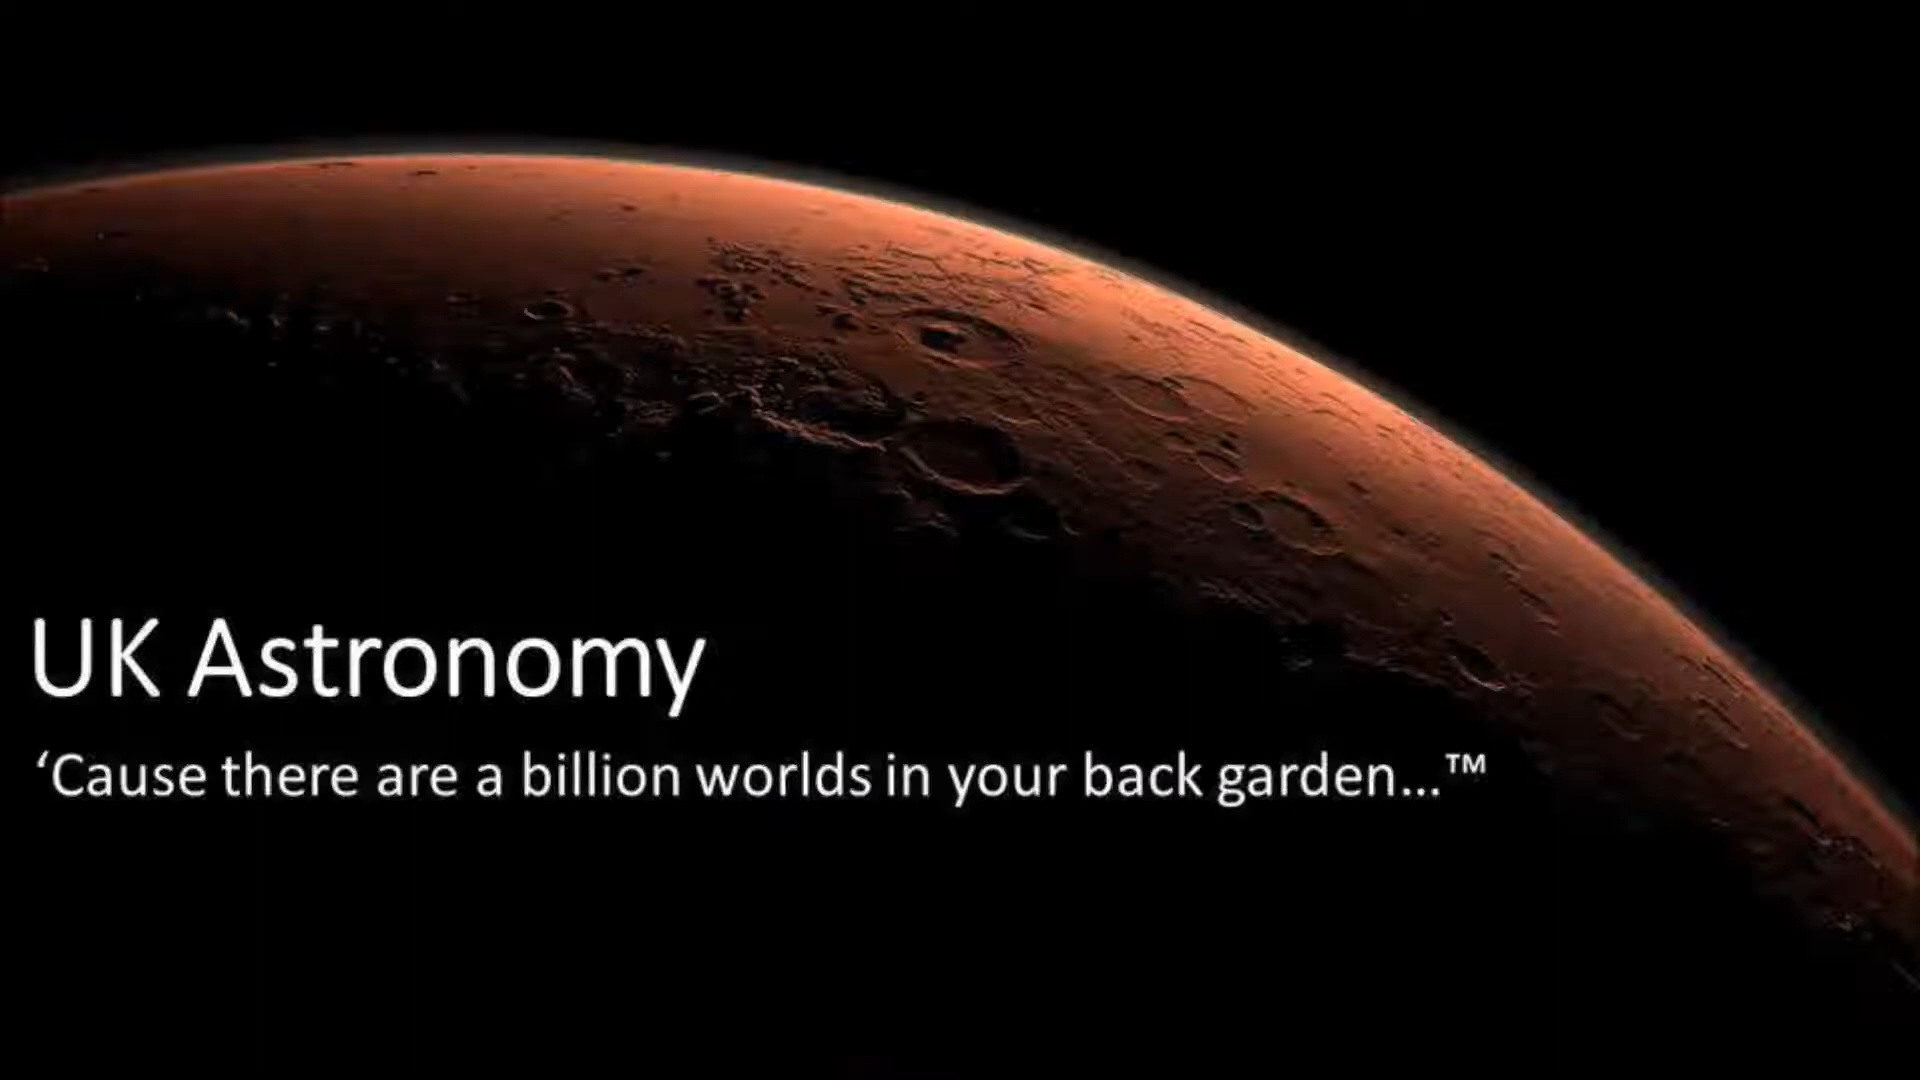 UK Astronomy
‘Cause there are a billion worlds in your back garden...™